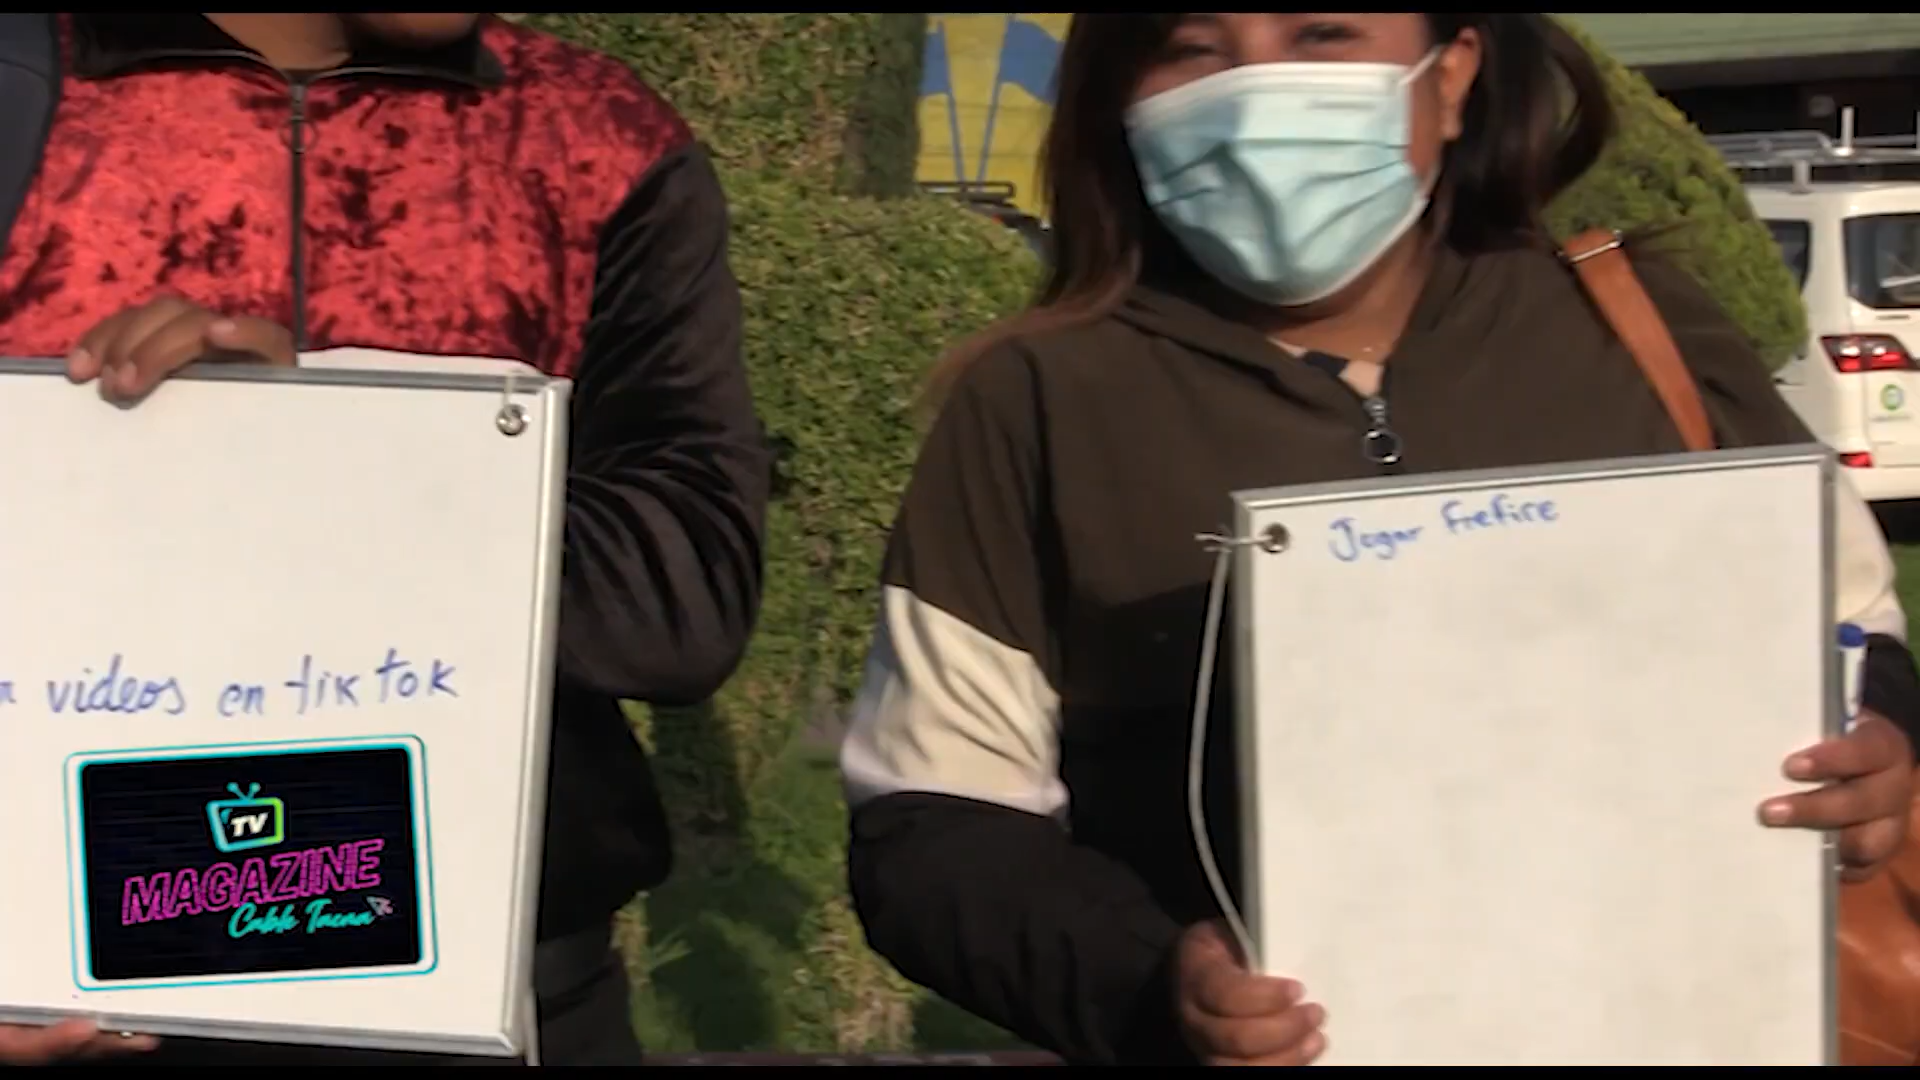 videos en tik tok
TV
MAGAZINE
Cable Tacna
Jugar frefire